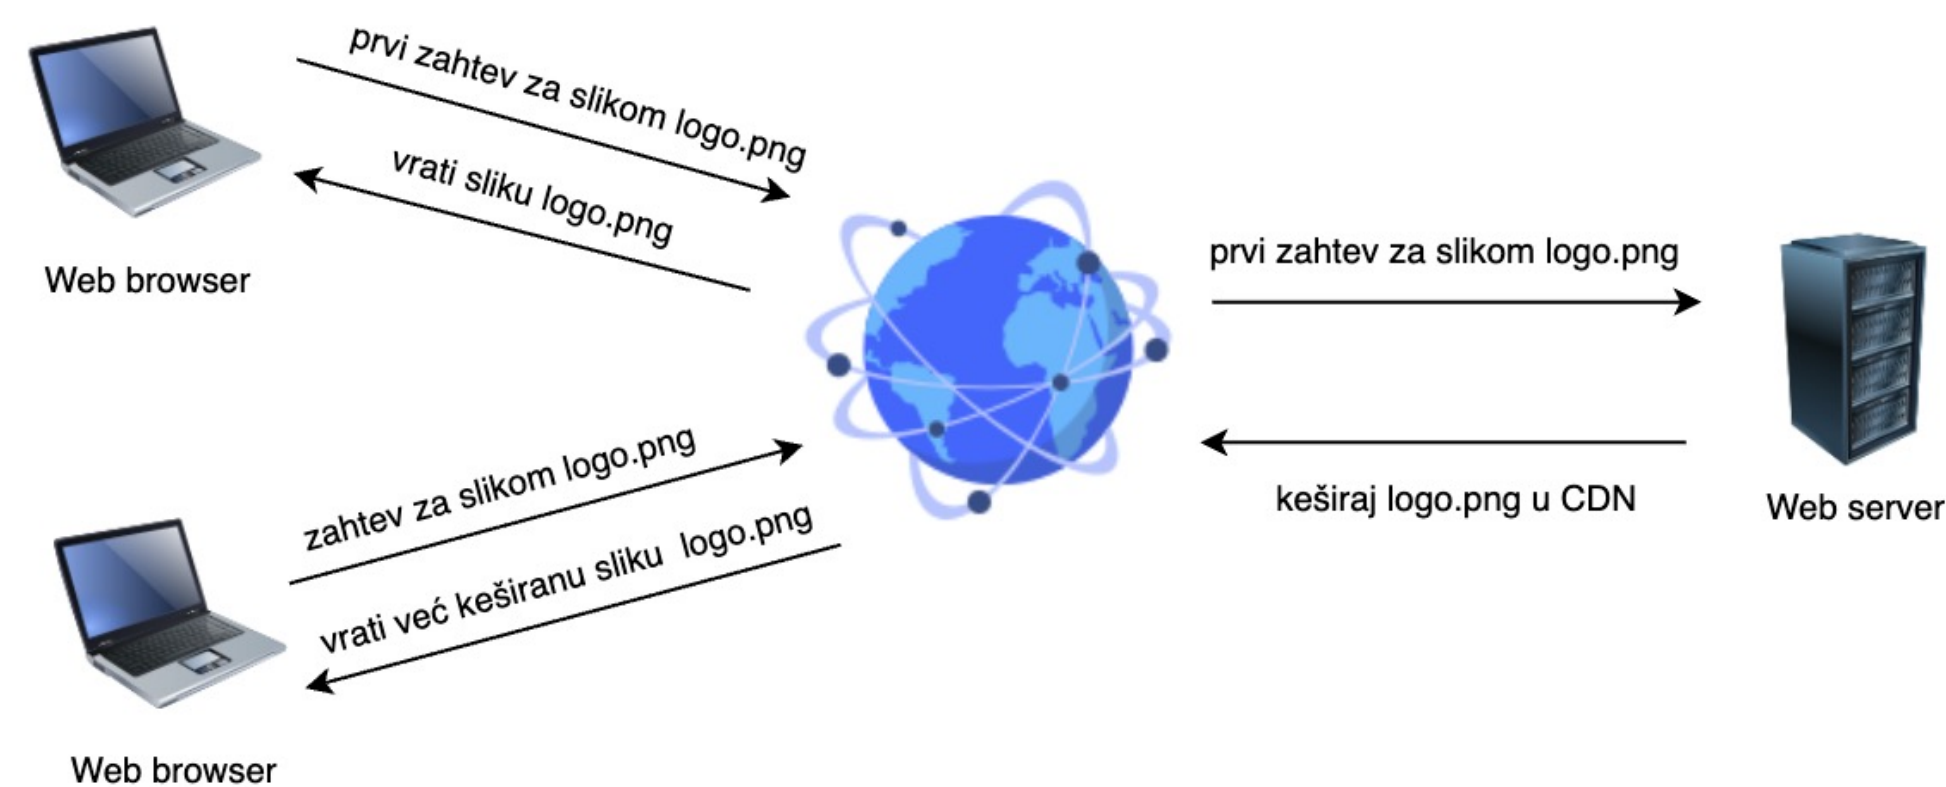 prvi zahtev za slikom logo.png
vrati sliku logo.png
Web browser
prvi zahtev za slikom logo.png
keširaj logo.png u CDN
Web server
zahtev za slikom logo.png
vrati već keširanu sliku logo.png
Web browser